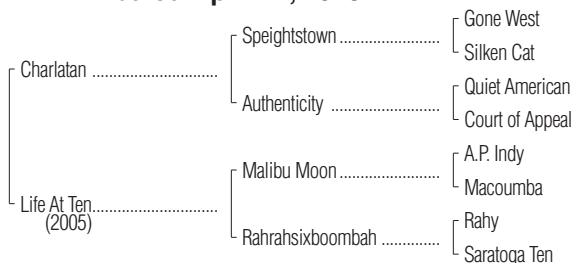 Gone West
Speightstown
Silken Cat
Charlatan
Quiet American
Authenticity
Court of Appeal
A.P. Indy
Malibu Moon
Macoumba
Life At Ten
(2005)
Rahy
Rahrahsixboombah
Saratoga Ten